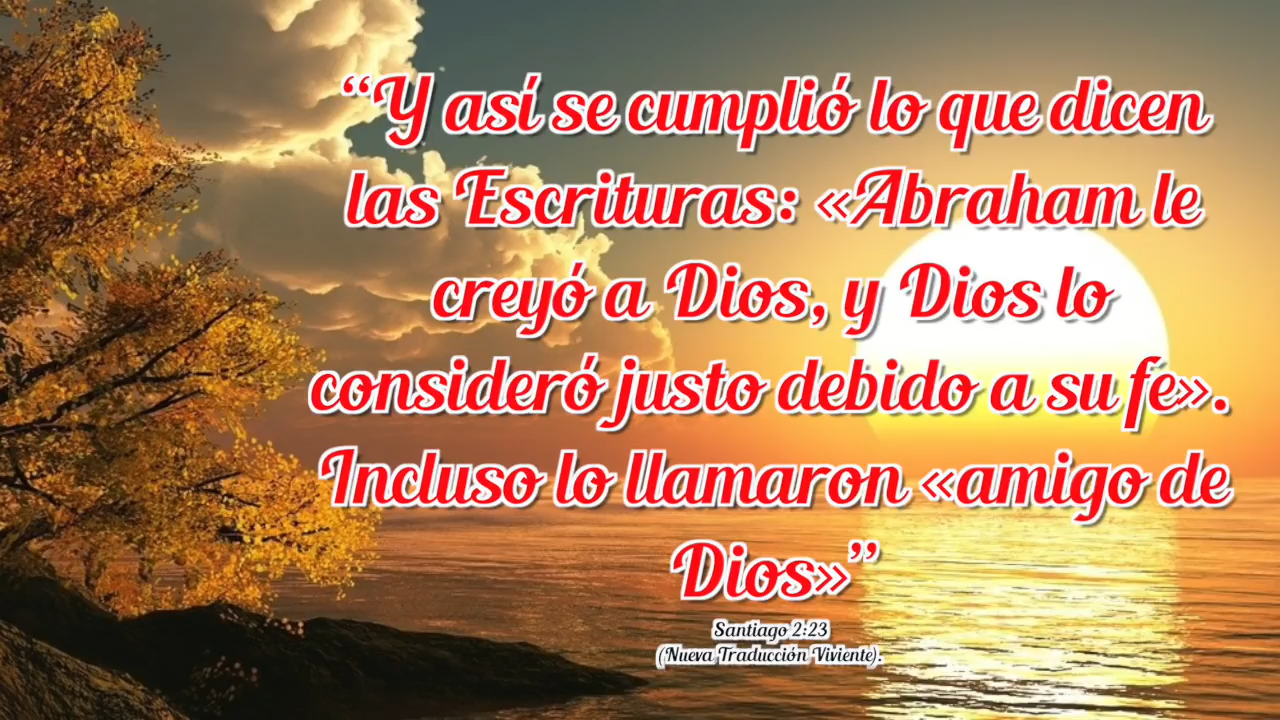 “Y así se cumplió lo que dicen
las Escrituras: «Abraham le
creyó a Dios, y Dios lo
consideró justo debido a su fe».
Incluso lo llamaron «amigo de
Dios»”
Santiago 2:23
(Nueva Traducción Viviente).